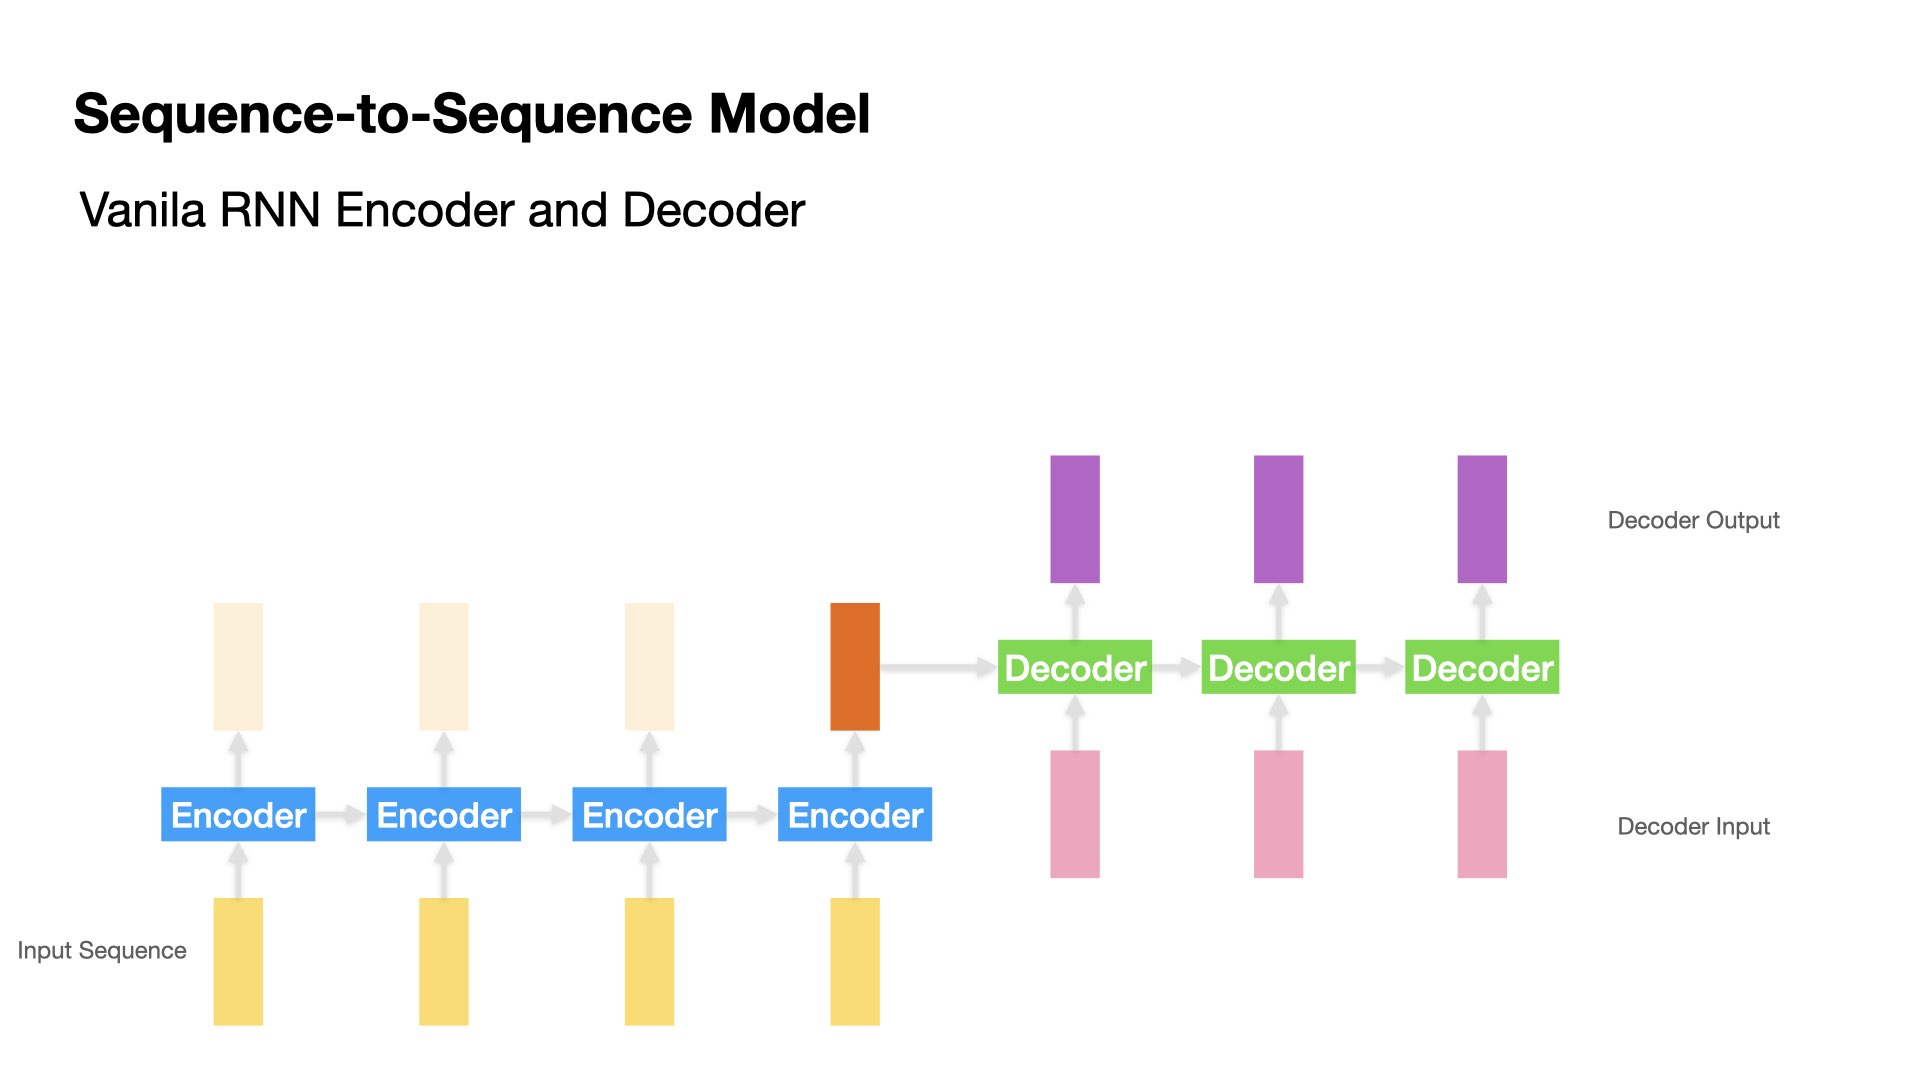 Sequence-to-Sequence Model
Vanila RNN Encoder and Decoder
Decoder Output
Decoder Decoder Decoder
Encoder Encoder Encoder Encoder
Decoder Input
Input Sequence